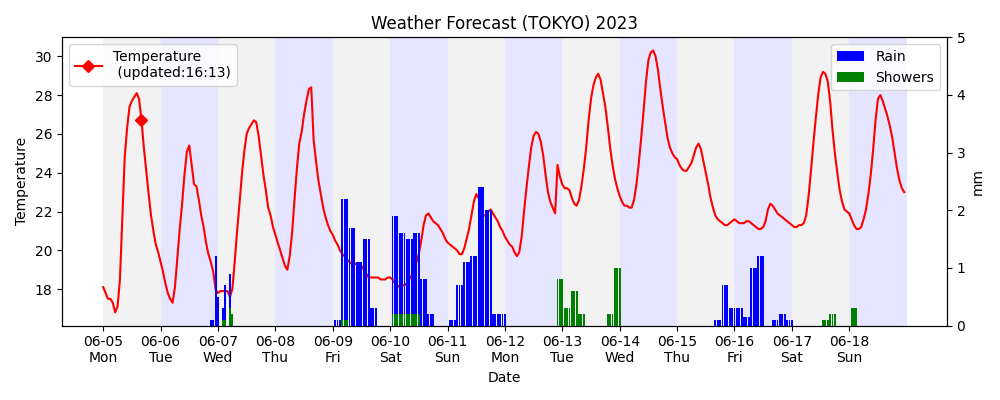 Weather Forecast (TOKYO) 2023
Temperature
(updated:16:13)
Rain
Showers
30
28
26
24
22
20
18
Temperature
5
4
3
2
1
0
mm
06-05 06-06 06-07 06-08 06-09 06-10 06-11 06-12 06-13 06-14 06-15 06-16 06-17 06-18
Mon Tue Wed Thu Fri Sat Sun Mon Tue Wed Thu Fri Sat Sun
Date